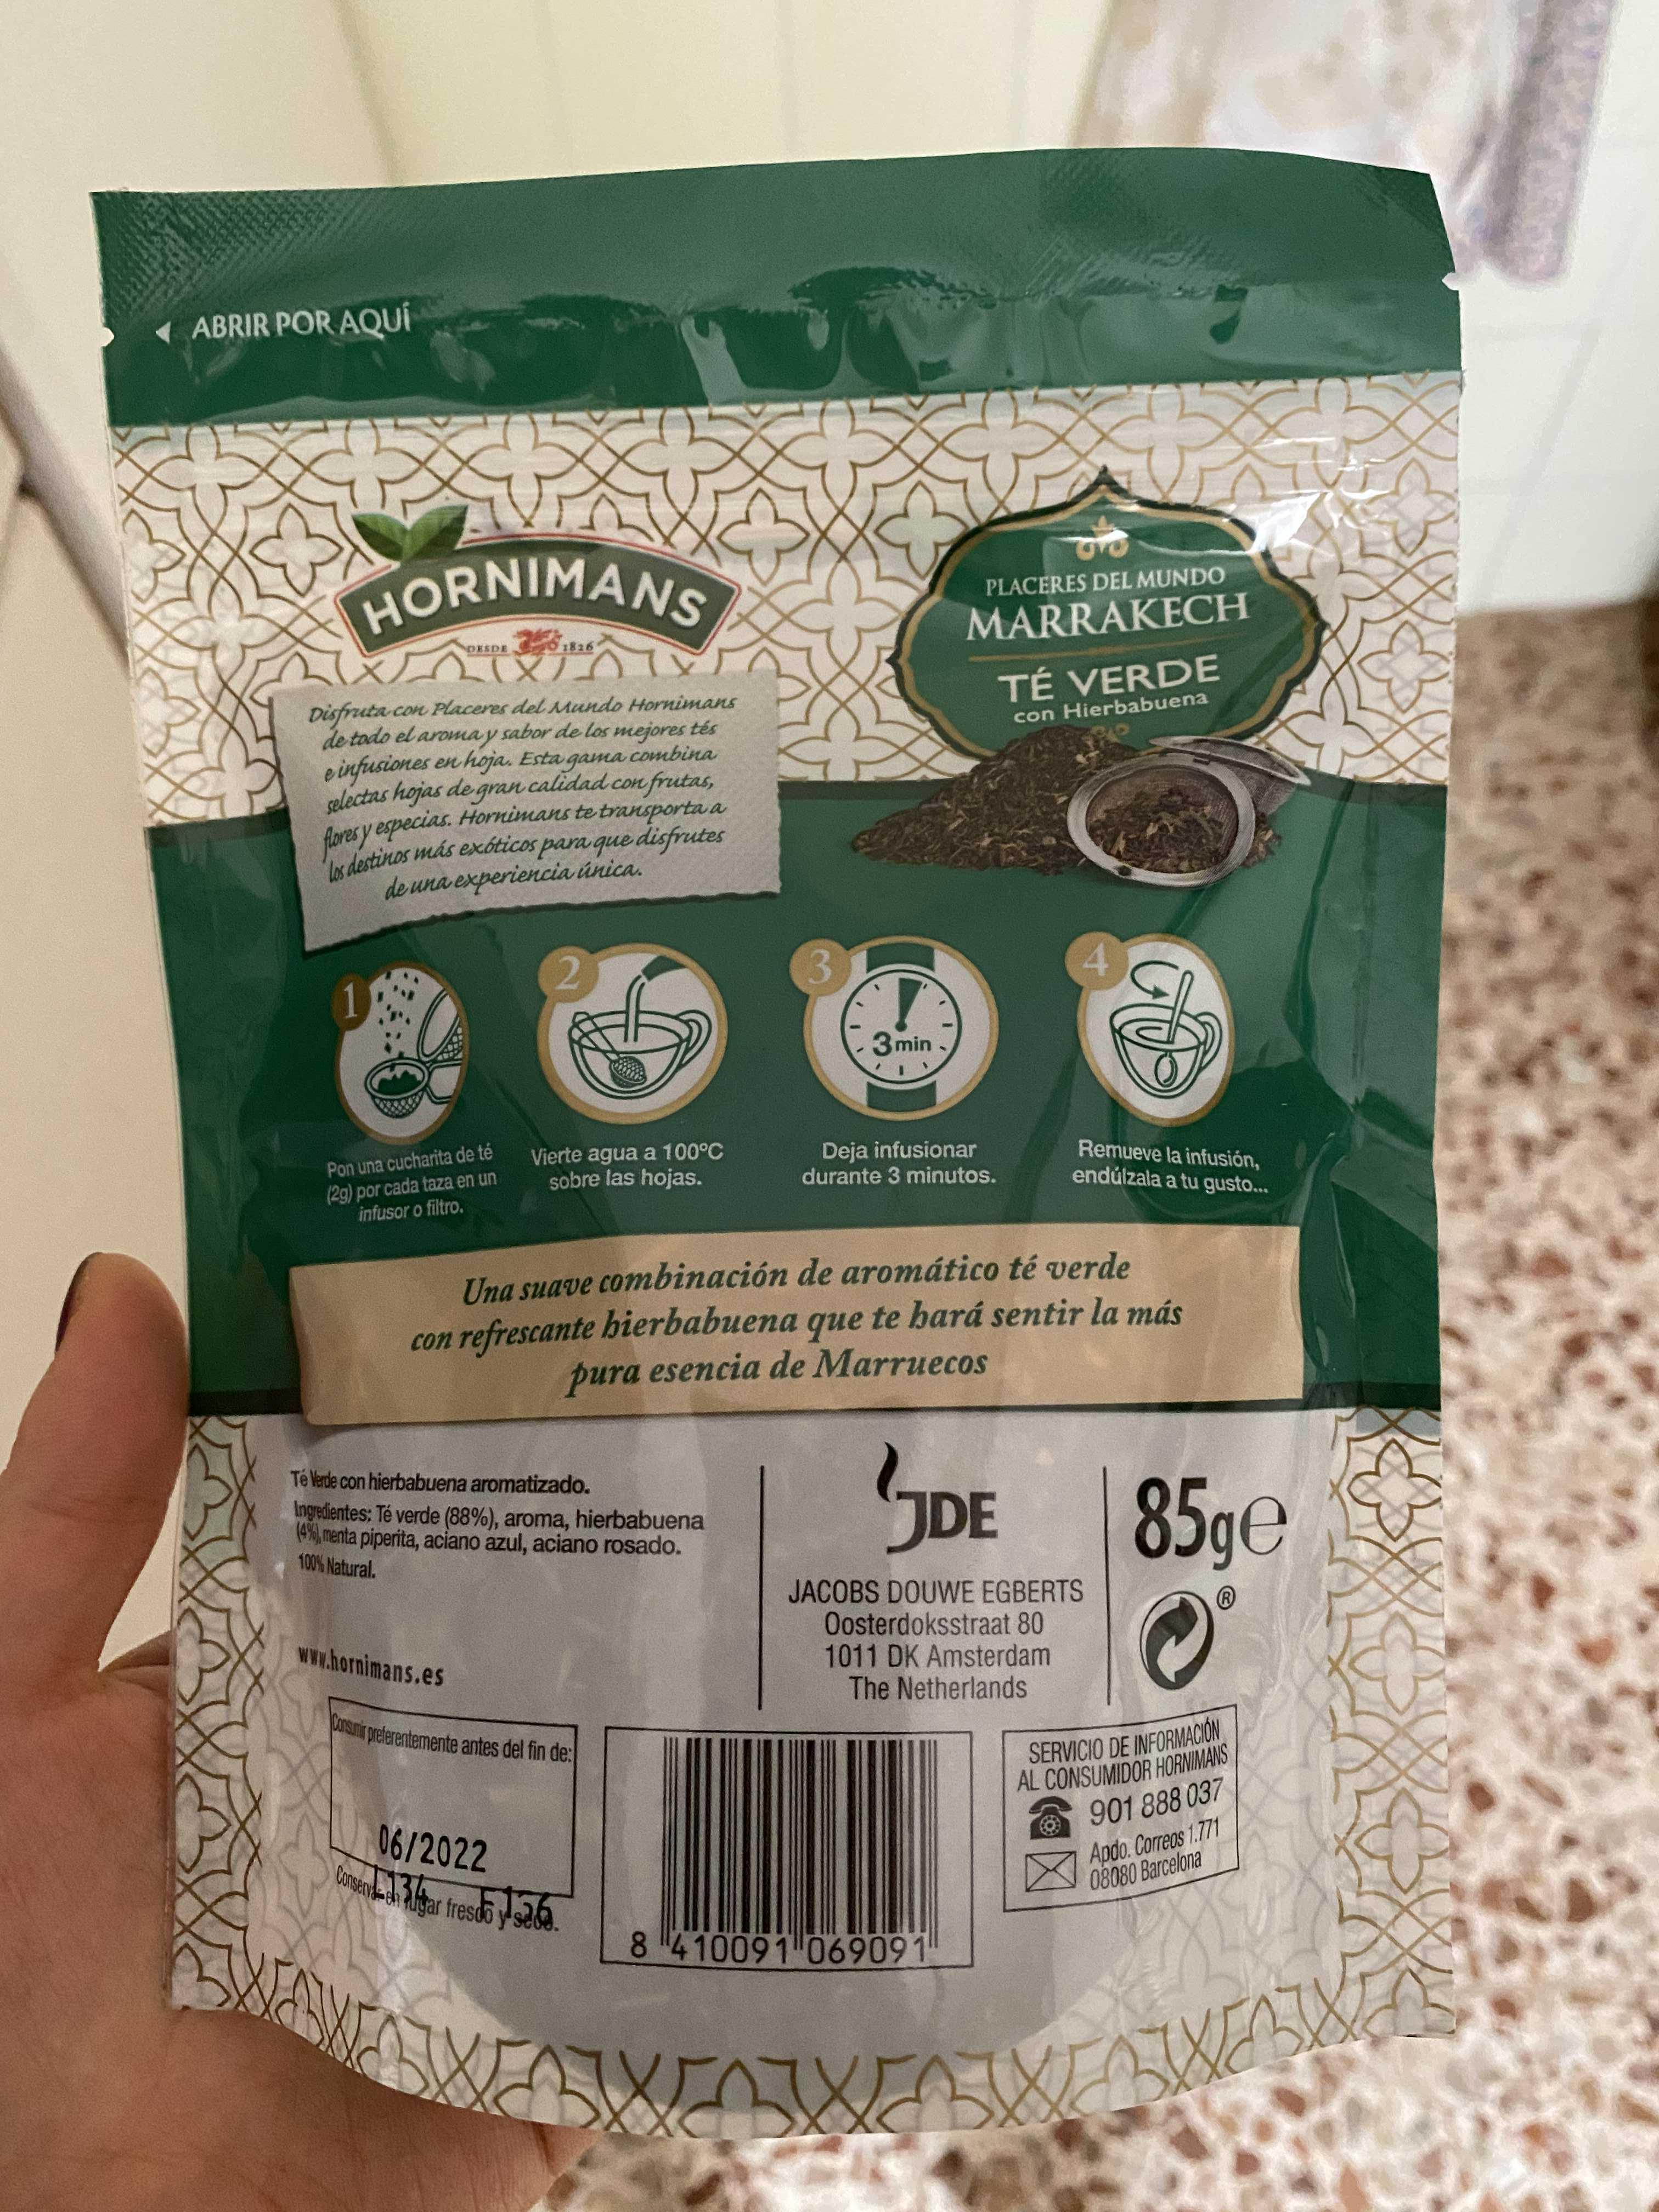 ABRIR POR AQUÍ
HORNIMANS
DESDE 1826
PLACERES DEL MUNDO
MARRAKECH
TÉ VERDE
con Hierbabuena
Disfruta con Placeres del Mundo Hornimans
de todo el aroma y sabor de los mejores tés
e infusiones en hoja. Esta gama combina
selectas hojas de gran calidad con frutas,
flores y especias. Hornimans te transporta a
los destinos más exóticos para que disfrutes
de una experiencia única.
1
2
3
4
3 min
Pon una cucharita de té
(2g) por cada taza en un
infusor o filtro.
Vierte agua a 100ºC
sobre las hojas.
Deja infusionar
durante 3 minutos.
Remueve la infusión,
endúlzala a tu gusto...
Una suave combinación de aromático té verde
con refrescante hierbabuena que te hará sentir la más
pura esencia de Marruecos
Té Verde con hierbabuena aromatizado.
Ingredientes: Té verde (88%), aroma, hierbabuena
(4%), menta piperita, aciano azul, aciano rosado.
100% Natural.
www.hornimans.es
JDE
JACOBS DOUWE EGBERTS
Oosterdoksstraat 80
1011 DK Amsterdam
The Netherlands
85g℮
®
Consumir preferentemente antes del fin de:
06/2022
L134 F156
Conservar en lugar fresco y seco.
8 410091 069091
SERVICIO DE INFORMACIÓN
AL CONSUMIDOR HORNIMANS
901 888 037
Apdo. Correos 1.771
08080 Barcelona